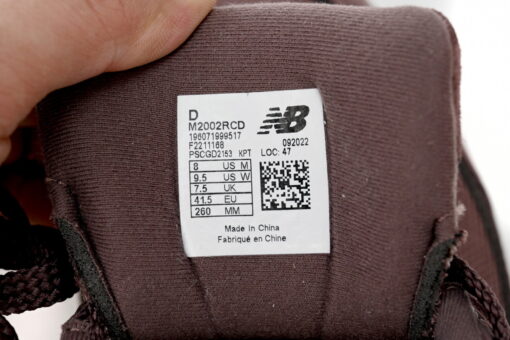 D
NB
M2002RCD
196071999517
F2211168 092022
PSCGD2153 KPT LOC: 47
8 US M
9.5 US W
7.5 UK
41.5 EU
260 MM
Made in China
Fabriqué en Chine